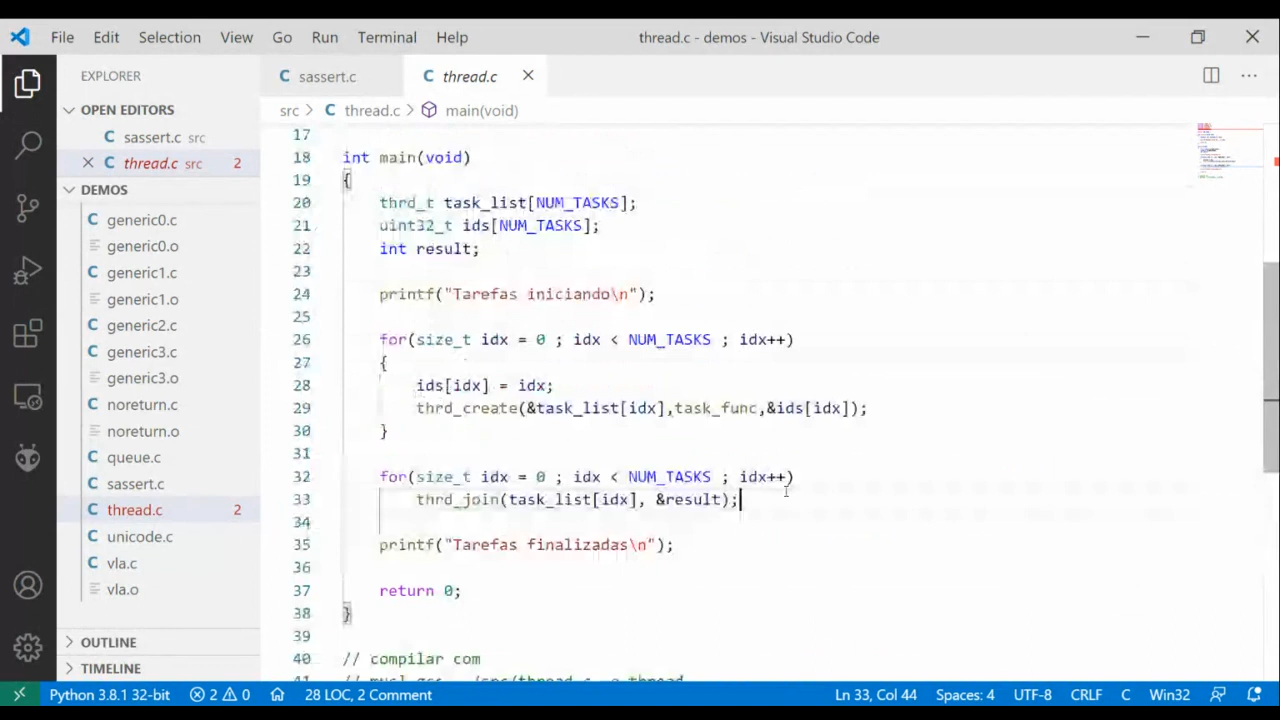 File Edit Selection View Go Run Terminal Help thread.c - demos - Visual Studio Code
EXPLORER
OPEN EDITORS
sassert.c src
thread.c src 2
DEMOS
generic0.c
generic0.o
generic1.c
generic1.o
generic2.c
generic3.c
generic3.o
noreturn.c
noreturn.o
queue.c
sassert.c
thread.c 2
unicode.c
vla.c
vla.o
OUTLINE
TIMELINE
sassert.c thread.c
src > thread.c > main(void)
17
18 int main(void)
19 {
20 thrd_t task_list[NUM_TASKS];
21 uint32_t ids[NUM_TASKS];
22 int result;
23
24 printf("Tarefas iniciando\n");
25
26 for(size_t idx = 0 ; idx < NUM_TASKS ; idx++)
27 {
28 ids[idx] = idx;
29 thrd_create(&task_list[idx],task_func,&ids[idx]);
30 }
31
32 for(size_t idx = 0 ; idx < NUM_TASKS ; idx++)
33 thrd_join(task_list[idx], &result);
34
35 printf("Tarefas finalizadas\n");
36
37 return 0;
38 }
39
40 // compilar com
Python 3.8.1 32-bit 2 0 28 LOC, 2 Comment Ln 33, Col 44 Spaces: 4 UTF-8 CRLF C Win32